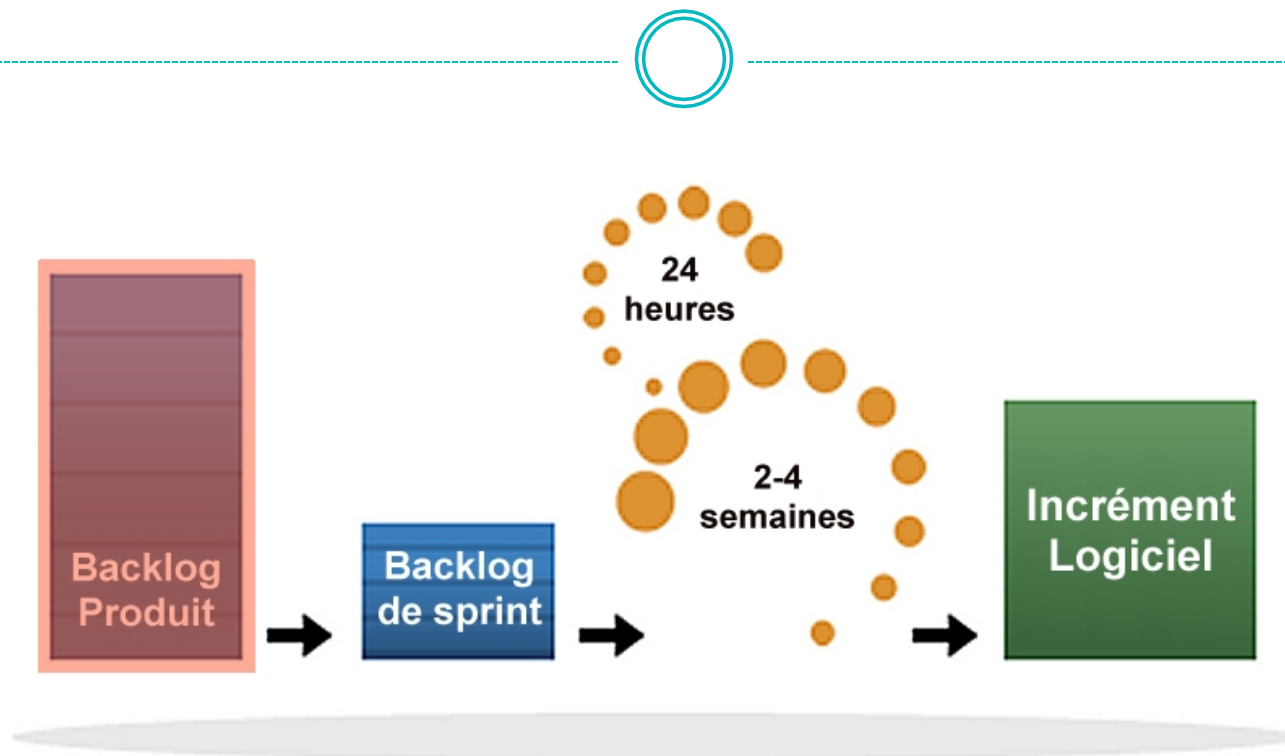 24
heures
2-4
semaines
Backlog
Produit
Backlog
de sprint
Incrément
Logiciel